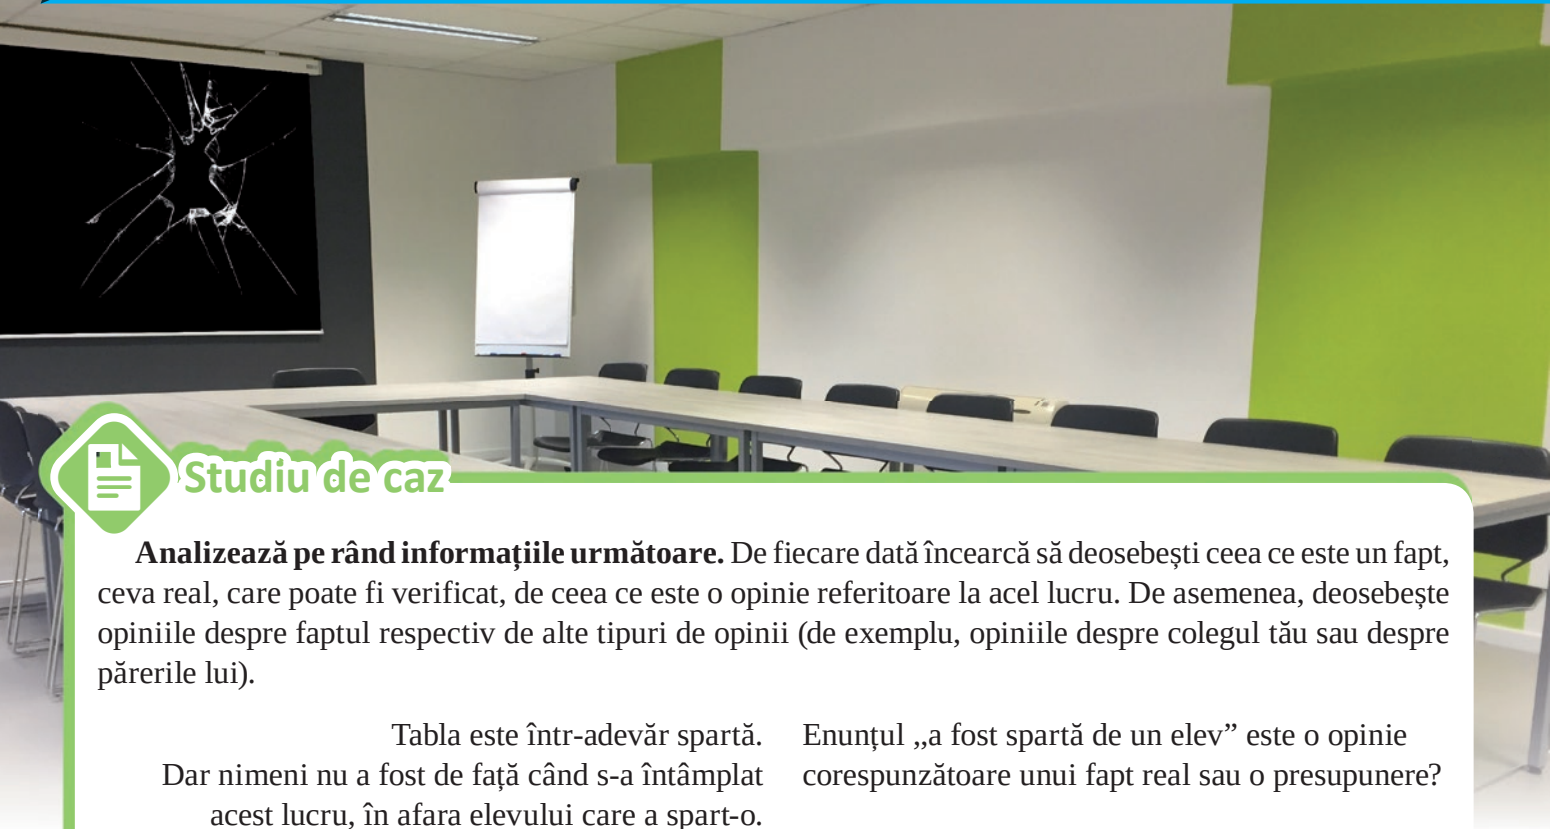 Studiu de caz
Analizează pe rând informațiile următoare. De fiecare dată încearcă să deosebești ceea ce este un fapt,
ceva real, care poate fi verificat, de ceea ce este o opinie referitoare la acel lucru. De asemenea, deosebește
opiniile despre faptul respectiv de alte tipuri de opinii (de exemplu, opiniile despre colegul tău sau despre
părerile lui).
Tabla este într-adevăr spartă.
Dar nimeni nu a fost de față când s-a întâmplat
acest lucru, în afara elevului care a spart-o.
Enunțul „a fost spartă de un elev” este o opinie
corespunzătoare unui fapt real sau o presupunere?